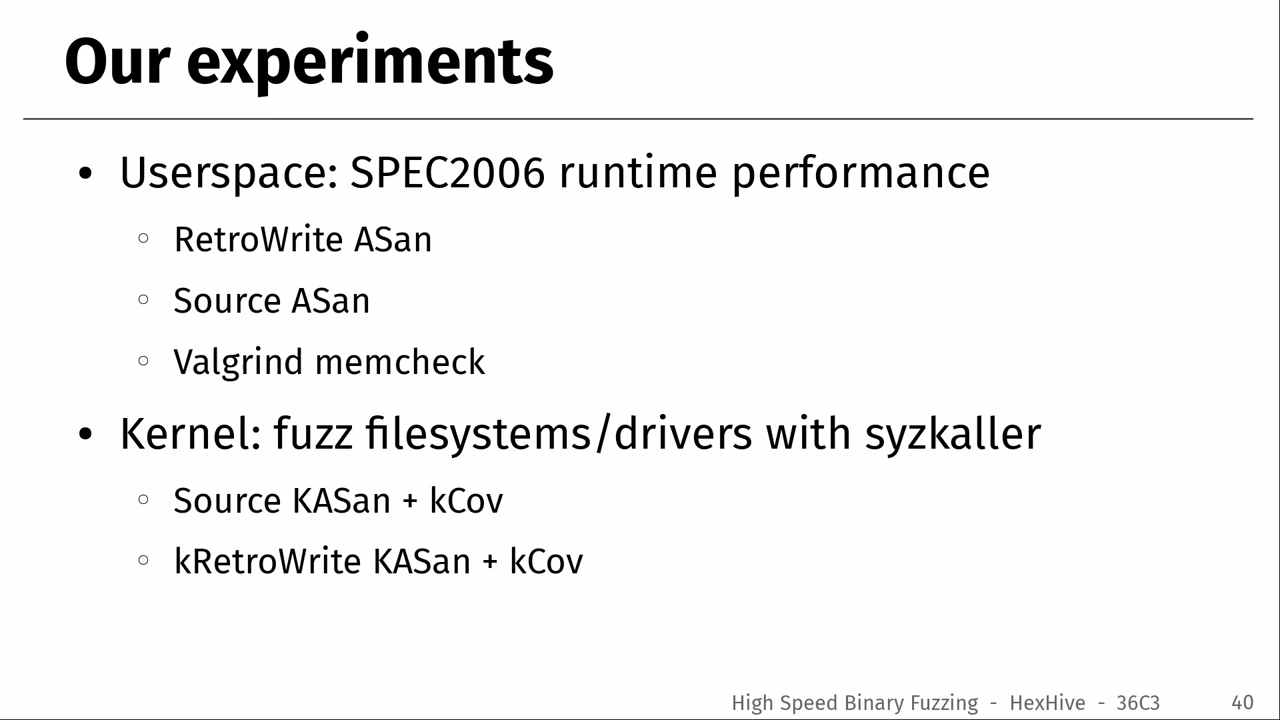 Our experiments
• Userspace: SPEC2006 runtime performance
○ RetroWrite ASan
○ Source ASan
○ Valgrind memcheck
• Kernel: fuzz filesystems/drivers with syzkaller
○ Source KASan + kCov
○ kRetroWrite KASan + kCov
High Speed Binary Fuzzing - HexHive - 36C3 40